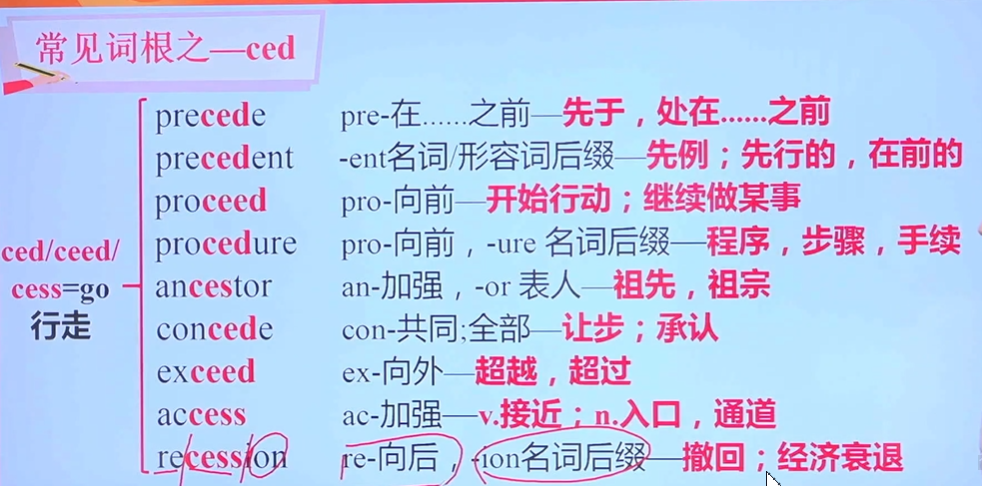 常见词根之—ced
precede pre-在……之前—先于，处在……之前
precedent -ent名词/形容词后缀—先例；先行的，在前的
proceed pro-向前—开始行动；继续做某事
procedure pro-向前，-ure 名词后缀—程序，步骤，手续
ced/ceed/
cess=go
行走
ancestor an-加强，-or 表人—祖先，祖宗
concede con-共同;全部—让步；承认
exceed ex-向外—超越，超过
access ac-加强—v.接近；n.入口，通道
recession re-向后，-ion名词后缀—撤回；经济衰退